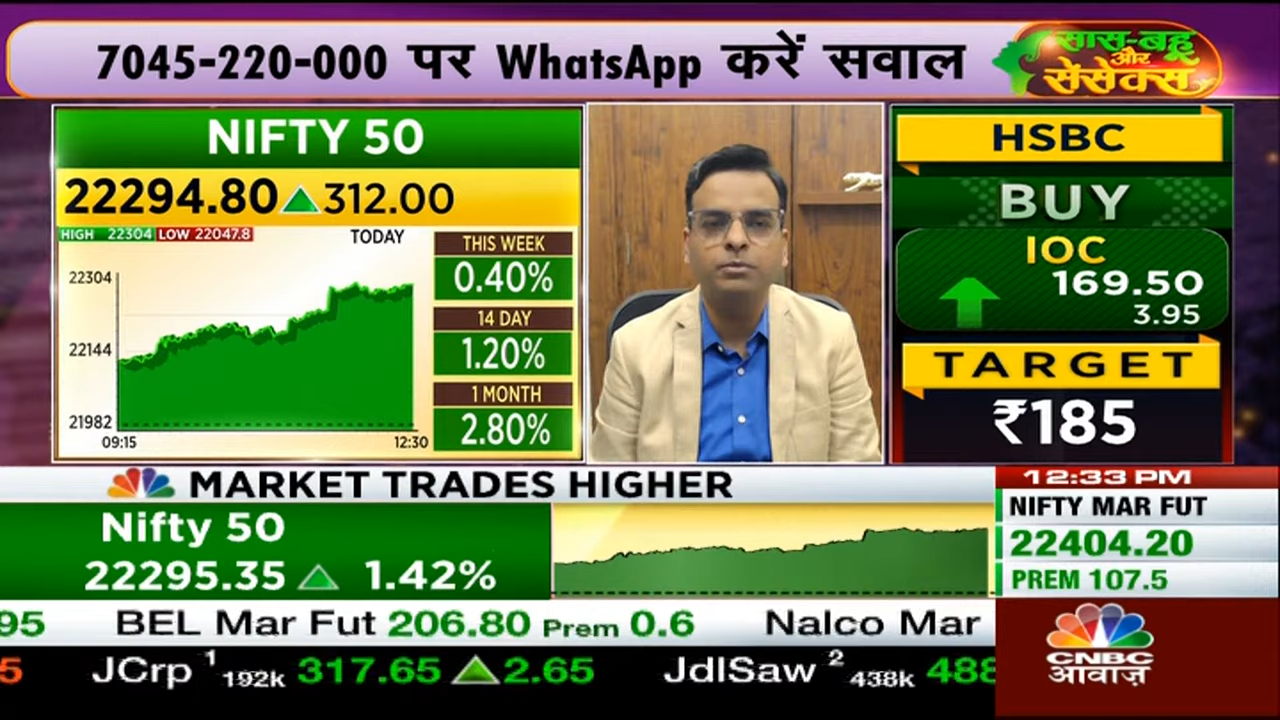 7045-220-000 पर WhatsApp करें सवाल
सास-बहू
और
सेंसेक्स
NIFTY 50
22294.80 ▲ 312.00
HIGH 22304 LOW 22047.8
TODAY
22304
22144
21982
09:15
12:30
THIS WEEK
0.40%
14 DAY
1.20%
1 MONTH
2.80%
HSBC
BUY
IOC
169.50
3.95
TARGET
₹185
MARKET TRADES HIGHER
Nifty 50
22295.35 ▲ 1.42%
12:33 PM
NIFTY MAR FUT
22404.20
PREM 107.5
95 BEL Mar Fut 206.80 Prem 0.6 Nalco Mar
5 JCrp 1 192k 317.65 ▲ 2.65 JdlSaw 2 438k 488
CNBC
आवाज़